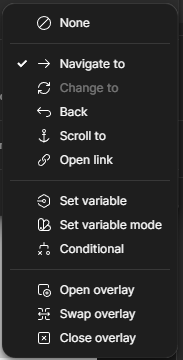 None
Navigate to
Change to
Back
Scroll to
Open link
Set variable
Set variable mode
Conditional
Open overlay
Swap overlay
Close overlay